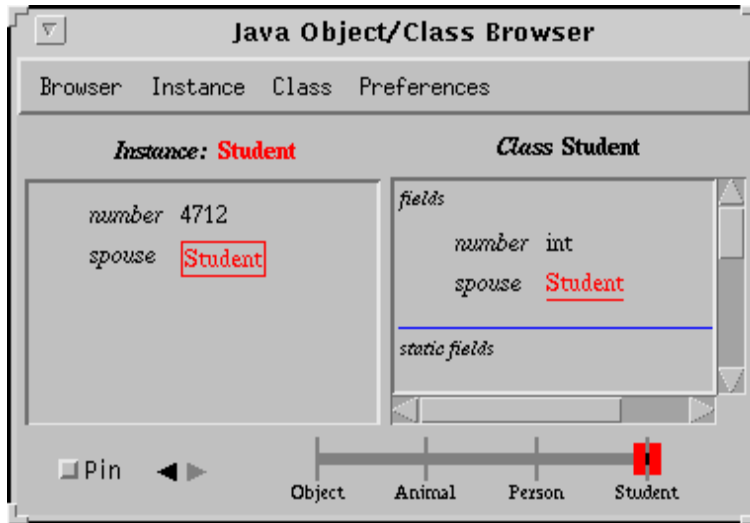 Java Object/Class Browser
Browser Instance Class Preferences
Instance: Student
number 4712
spouse Student
Class Student
fields
number int
spouse Student
static fields
Pin
Object Animal Person Student